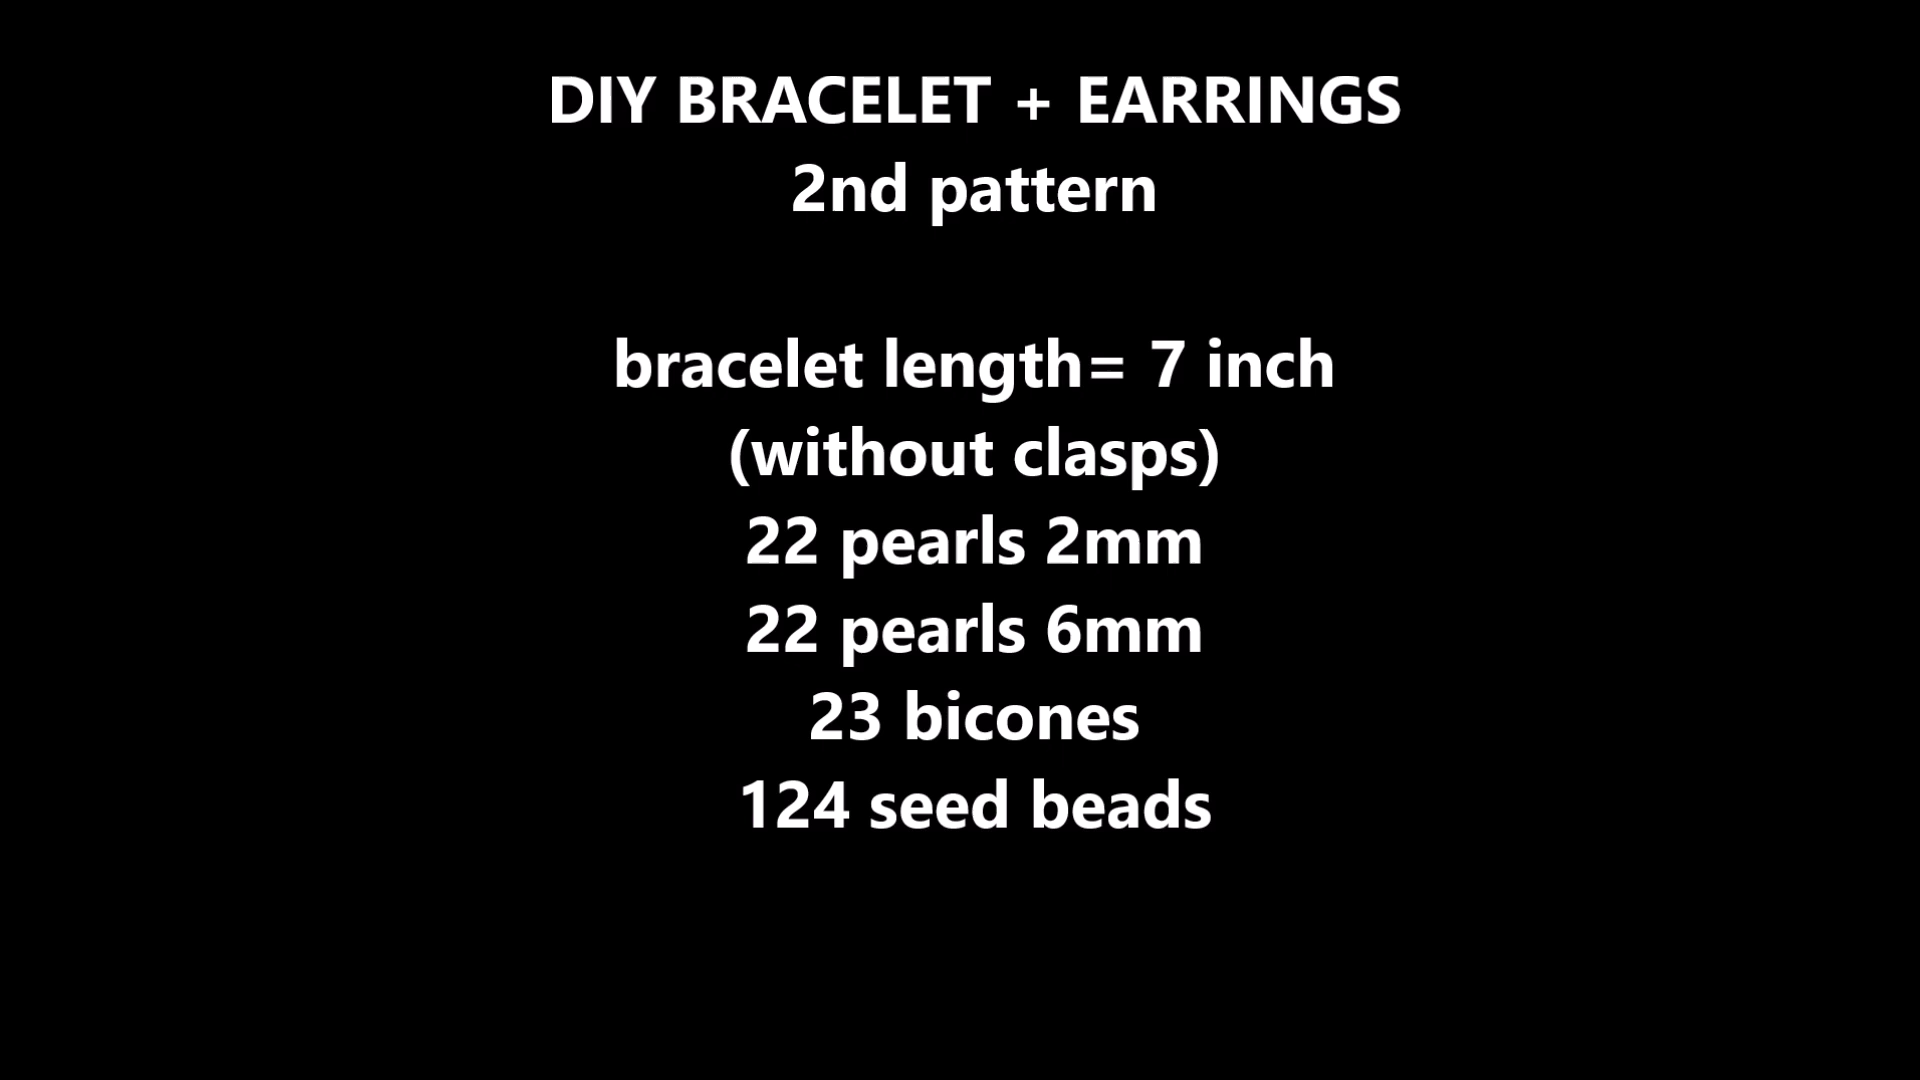 DIY BRACELET + EARRINGS
2nd pattern
bracelet length= 7 inch
(without clasps)
22 pearls 2mm
22 pearls 6mm
23 bicones
124 seed beads